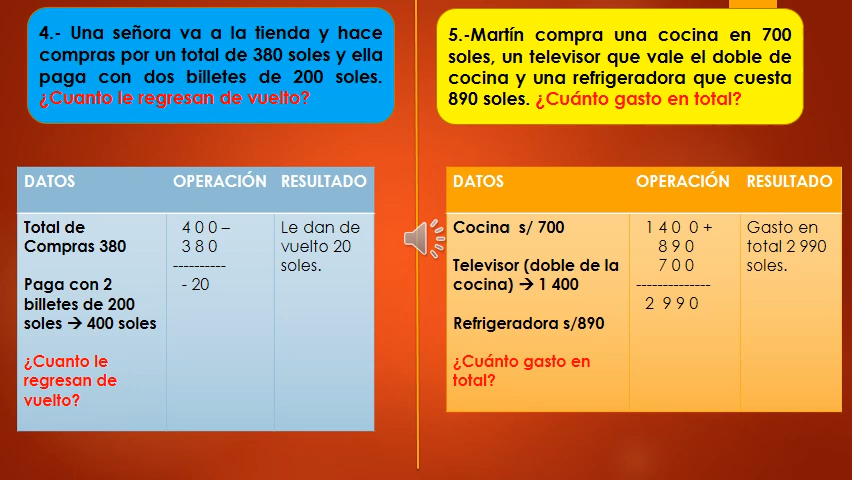 4.- Una señora va a la tienda y hace
compras por un total de 380 soles y ella
paga con dos billetes de 200 soles.
¿Cuanto le regresan de vuelto?
5.-Martín compra una cocina en 700
soles, un televisor que vale el doble de
cocina y una refrigeradora que cuesta
890 soles. ¿Cuánto gasto en total?
DATOS OPERACIÓN RESULTADO
Total de
Compras 380
Paga con 2
billetes de 200
soles → 400 soles
¿Cuanto le
regresan de
vuelto?
4 0 0 –
3 8 0
----------
- 20
Le dan de
vuelto 20
soles.
DATOS OPERACIÓN RESULTADO
Cocina s/ 700
Televisor (doble de la
cocina) → 1 400
Refrigeradora s/890
¿Cuánto gasto en
total?
1 4 0 0 +
8 9 0
7 0 0
--------------
2 9 9 0
Gasto en
total 2 990
soles.